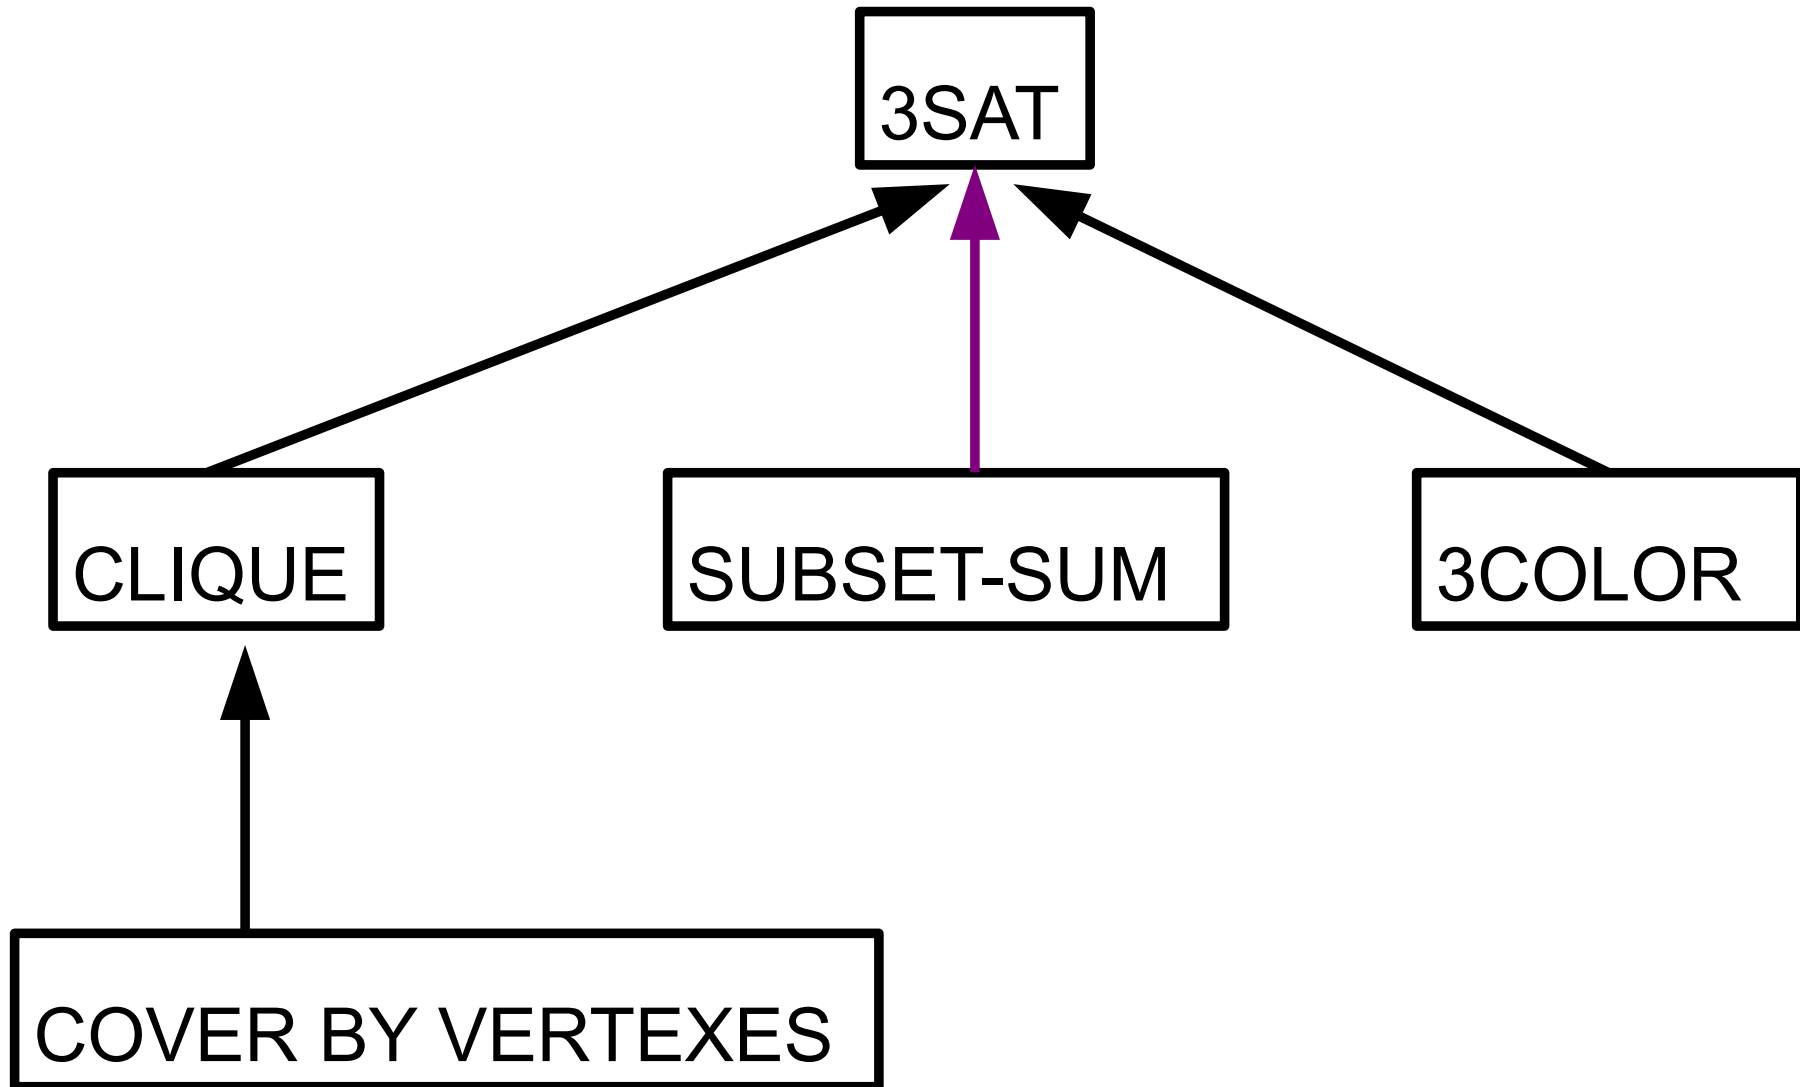 3SAT
CLIQUE
SUBSET-SUM
3COLOR
COVER BY VERTEXES